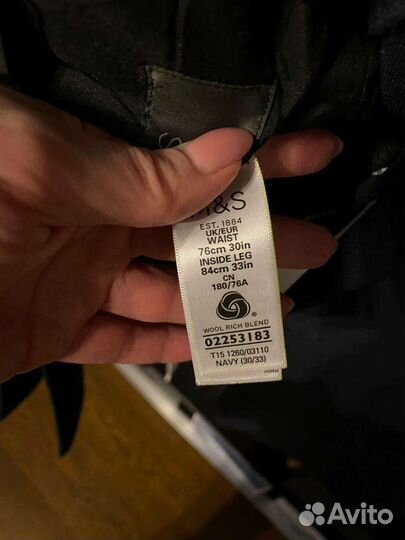 M&S
EST. 1884
UK/EUR
WAIST
76cm 30in
INSIDE LEG
84cm 33in
CN
180/76A
WOOL RICH BLEND
02253183
T15 1260/03110
NAVY (30/33)
Avito